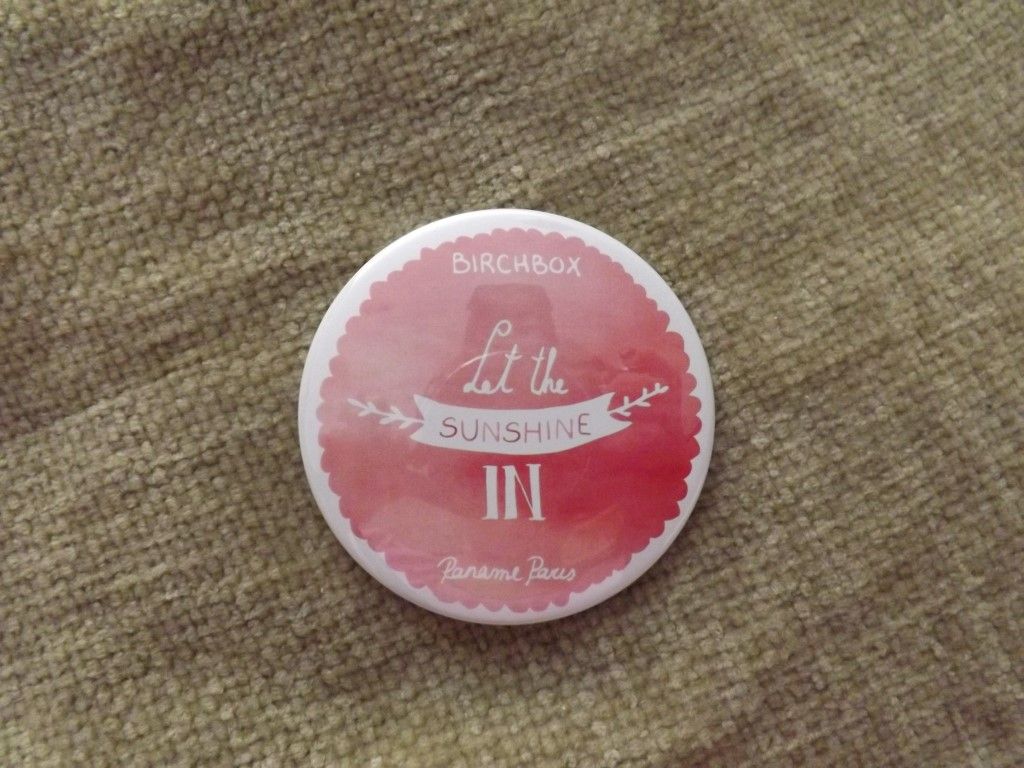 BIRCHBOX
Let the
SUNSHINE
IN
Paname Paris